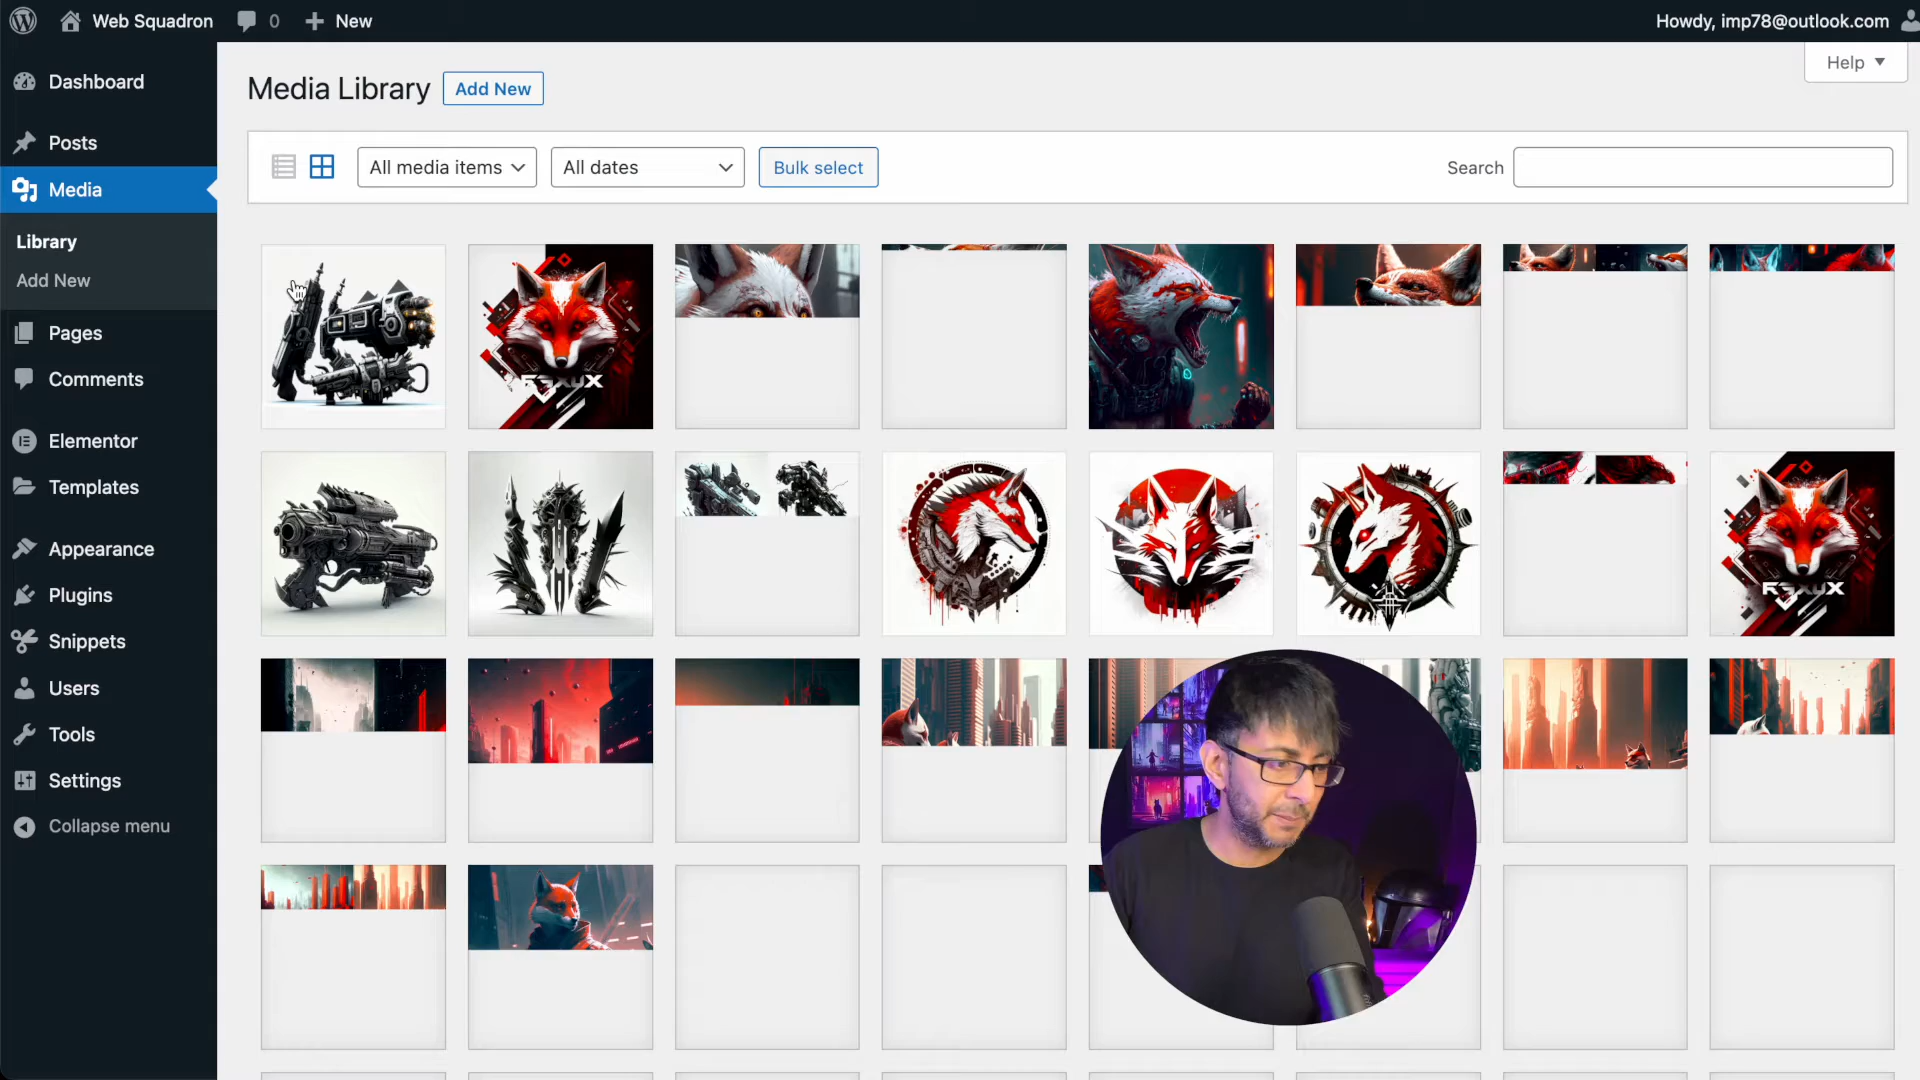 Web Squadron
0
New
Howdy, imp78@outlook.com
Help
Dashboard
Posts
Media
Library
Add New
Pages
Comments
Elementor
Templates
Appearance
Plugins
Snippets
Users
Tools
Settings
Collapse menu
Media Library
Add New
All media items
All dates
Bulk select
Search